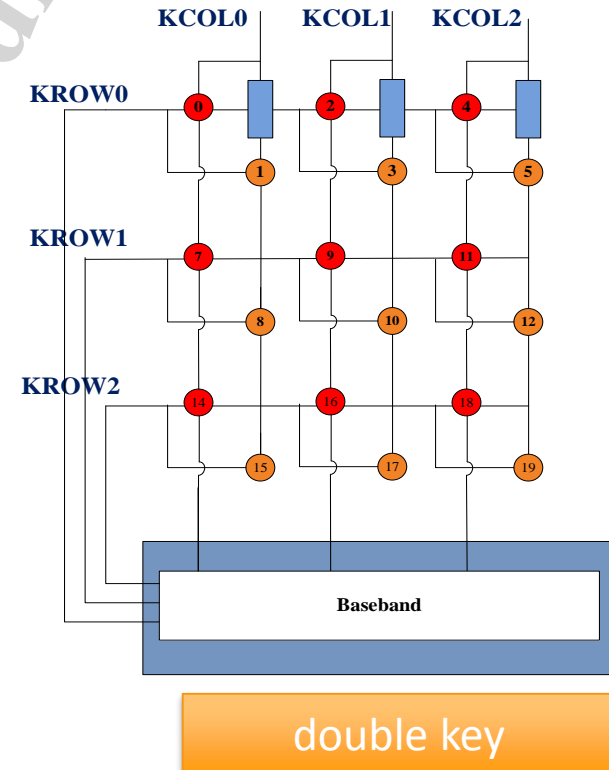 KCOL0 KCOL1 KCOL2
KROW0
0 2 4
1 3 5
KROW1
7 9 11
8 10 12
KROW2
14 16 18
15 17 19
Baseband
double key